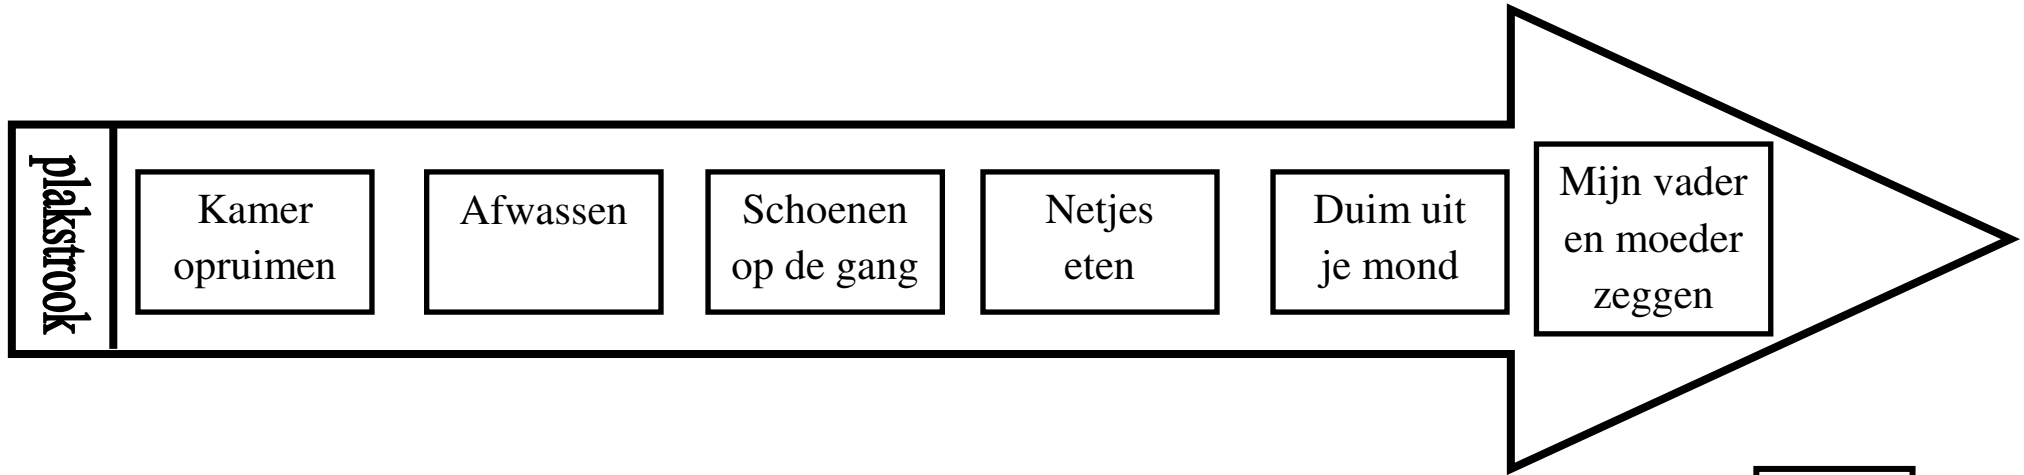 plakstrook
Kamer
opruimen
Afwassen
Schoenen
op de gang
Netjes
eten
Duim uit
je mond
Mijn vader
en moeder
zeggen